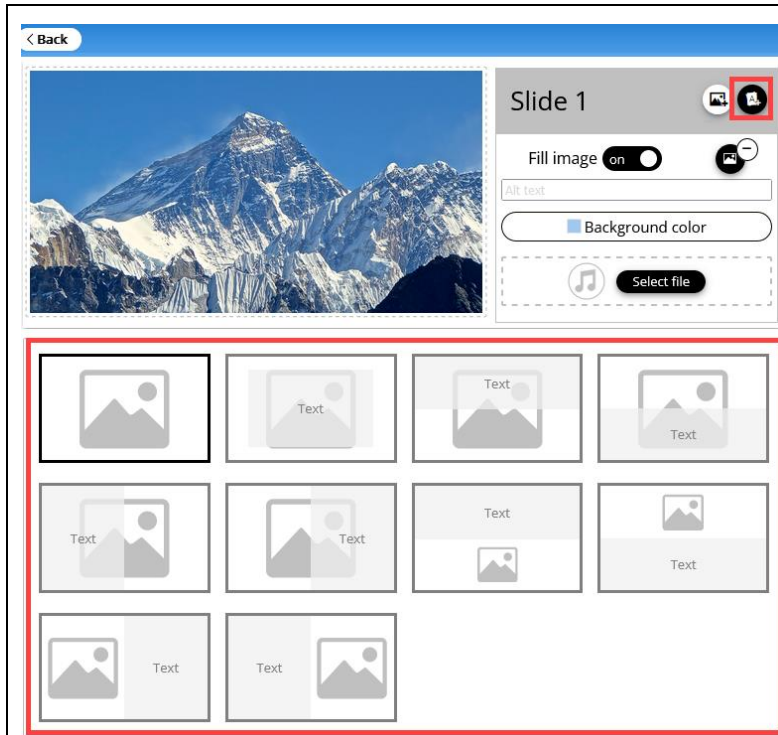 Back
Slide 1
Fill image on
Alt text
Background color
Select file
Text
Text
Text
Text
Text
Text
Text
Text
Text